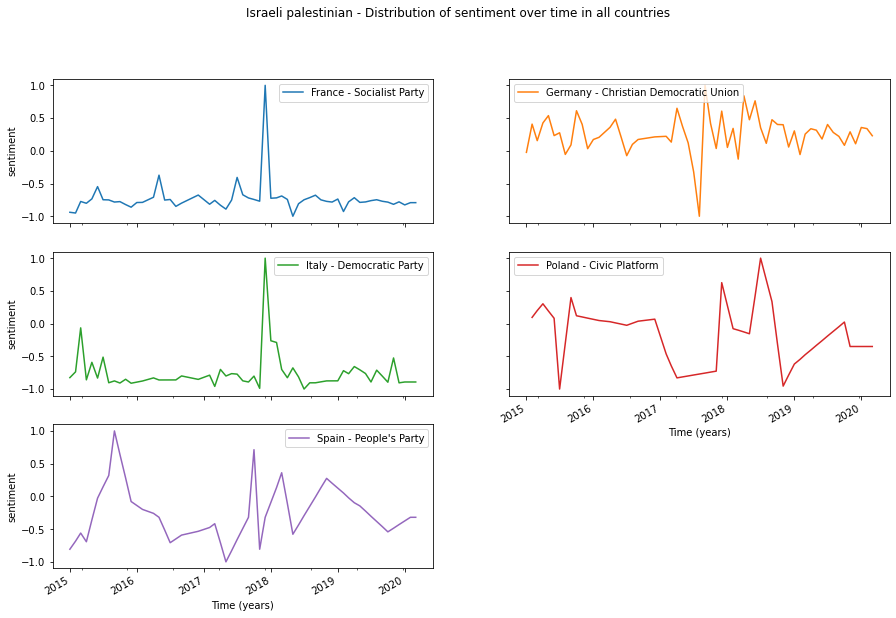 Israeli palestinian - Distribution of sentiment over time in all countries
France - Socialist Party
1.0
0.5
0.0
−0.5
−1.0
sentiment
Germany - Christian Democratic Union
Italy - Democratic Party
1.0
0.5
0.0
−0.5
−1.0
sentiment
Poland - Civic Platform
2015
2016
2017
2018
2019
2020
Time (years)
Spain - People's Party
1.0
0.5
0.0
−0.5
−1.0
sentiment
2015
2016
2017
2018
2019
2020
Time (years)